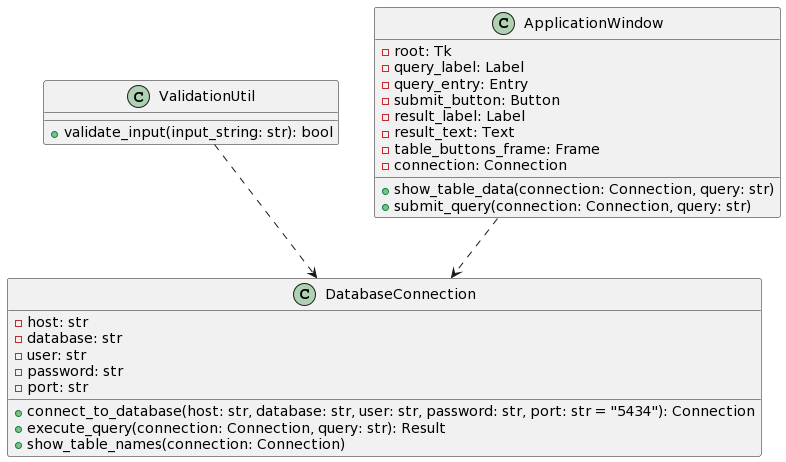 C ApplicationWindow
root: Tk
query_label: Label
query_entry: Entry
submit_button: Button
result_label: Label
result_text: Text
table_buttons_frame: Frame
connection: Connection
show_table_data(connection: Connection, query: str)
submit_query(connection: Connection, query: str)
C ValidationUtil
validate_input(input_string: str): bool
C DatabaseConnection
host: str
database: str
user: str
password: str
port: str
connect_to_database(host: str, database: str, user: str, password: str, port: str = "5434"): Connection
execute_query(connection: Connection, query: str): Result
show_table_names(connection: Connection)